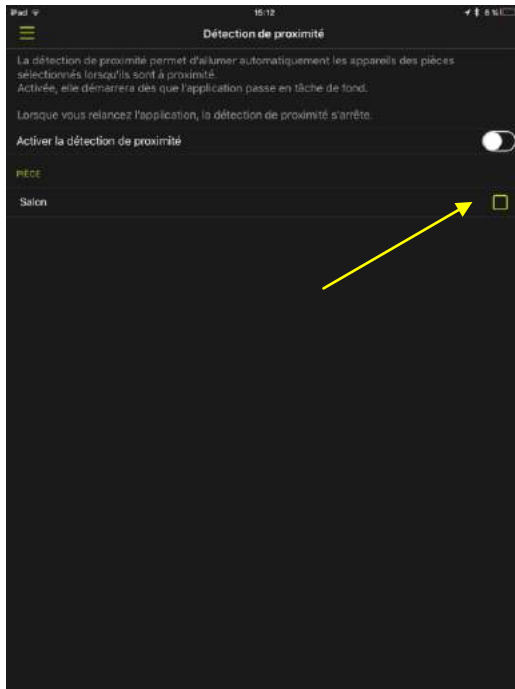 iPad
15:12
6 %
Détection de proximité
La détection de proximité permet d'allumer automatiquement les appareils des pièces
sélectionnés lorsqu'ils sont à proximité.
Activée, elle démarrera dès que l'application passe en tâche de fond.
Lorsque vous relancez l'application, la détection de proximité s'arrête.
Activer la détection de proximité
PIÈCE
Salon